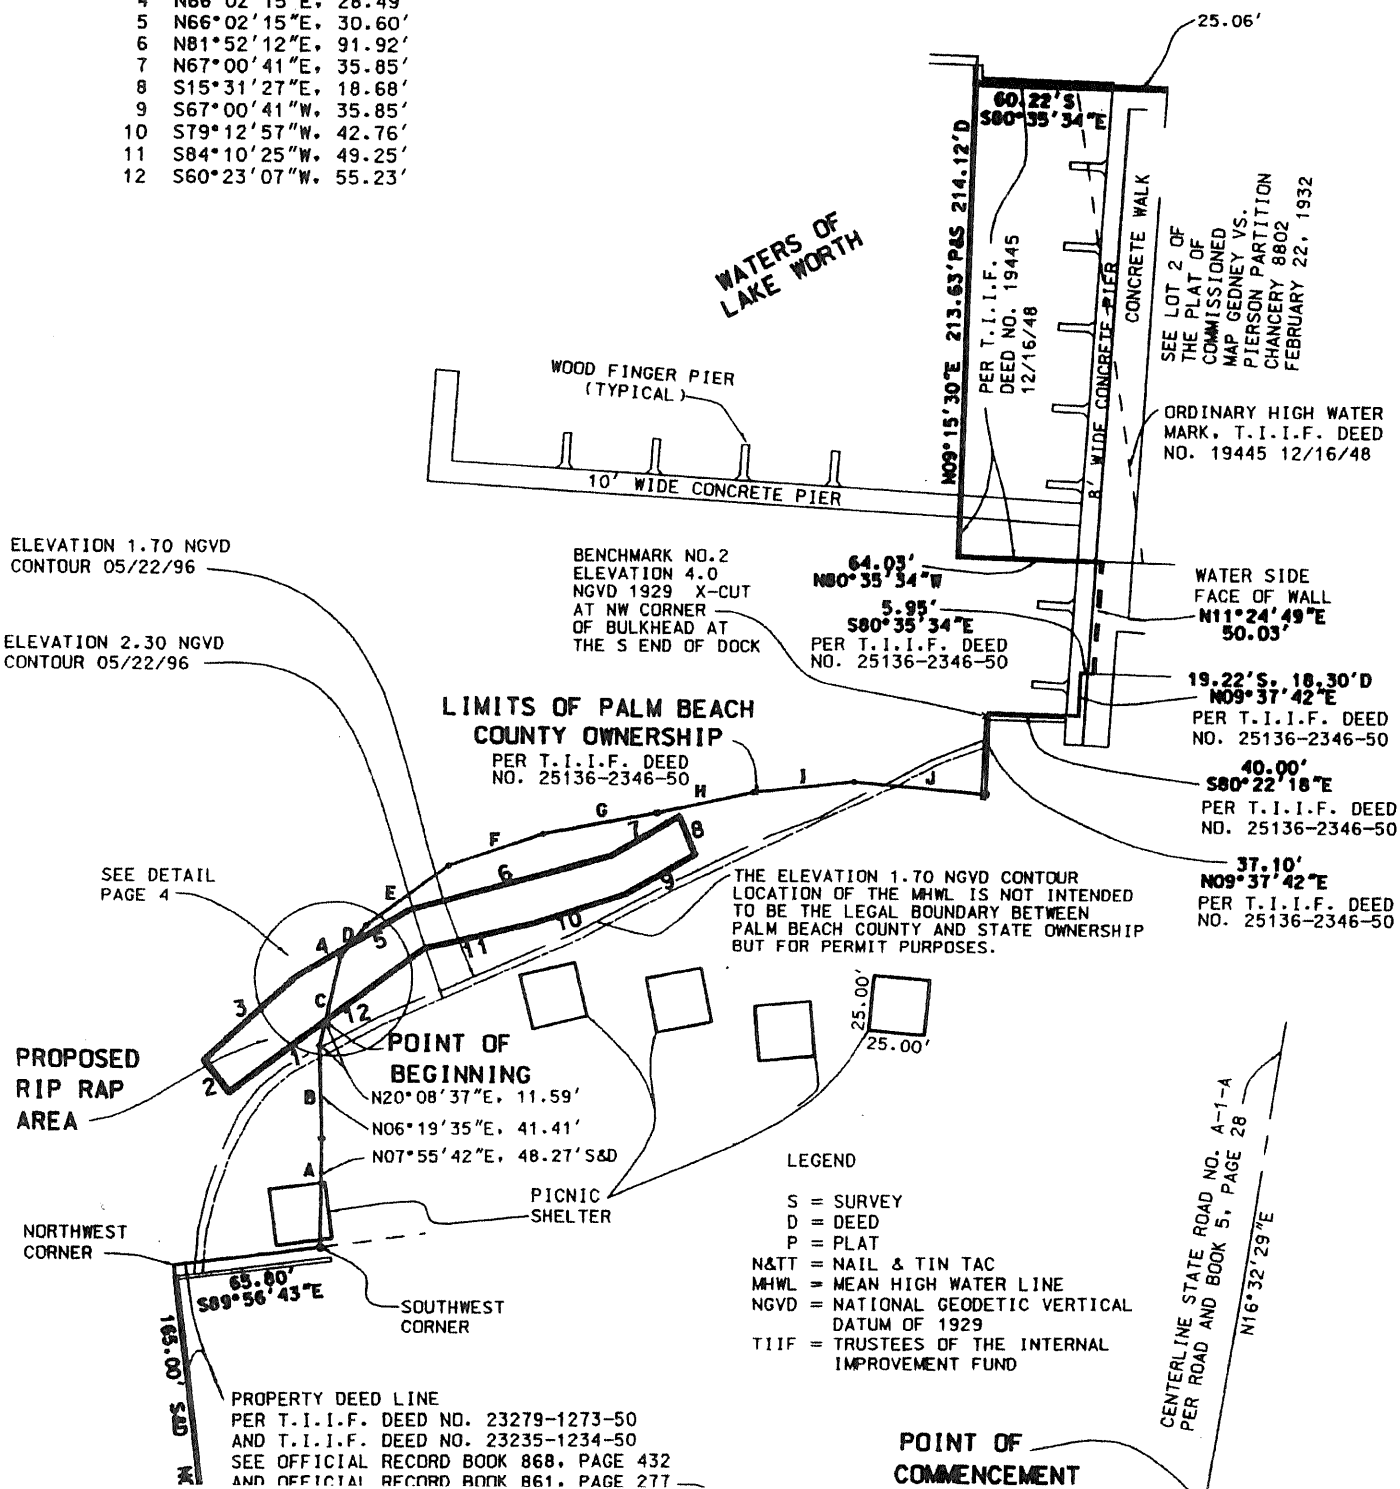 4 N66°02'15"E, 28.49'
5 N66°02'15"E, 30.60'
6 N81°52'12"E, 91.92'
7 N67°00'41"E, 35.85'
8 S15°31'27"E, 18.68'
9 S67°00'41"W, 35.85'
10 S79°12'57"W, 42.76'
11 S84°10'25"W, 49.25'
12 S60°23'07"W, 55.23'
25.06'
60.22'S
S80°35'34"E
N09°15'30"E 213.63'P&S 214.12'D
PER T.I.I.F.
DEED NO. 19445
12/16/48
8' WIDE CONCRETE PIER
CONCRETE WALK
SEE LOT 2 OF
THE PLAT OF
COMMISSIONED
MAP GEDNEY VS.
PIERSON PARTITION
CHANCERY 8802
FEBRUARY 22, 1932
WATERS OF
LAKE WORTH
WOOD FINGER PIER
(TYPICAL)
10' WIDE CONCRETE PIER
ORDINARY HIGH WATER
MARK, T.I.I.F. DEED
NO. 19445 12/16/48
ELEVATION 1.70 NGVD
CONTOUR 05/22/96
ELEVATION 2.30 NGVD
CONTOUR 05/22/96
BENCHMARK NO.2
ELEVATION 4.0
NGVD 1929 X-CUT
AT NW CORNER
OF BULKHEAD AT
THE S END OF DOCK
64.03'
N80°35'34"W
5.95'
S80°35'34"E
PER T.I.I.F. DEED
NO. 25136-2346-50
WATER SIDE
FACE OF WALL
N11°24'49"E
50.03'
19.22'S, 18.30'D
N09°37'42"E
PER T.I.I.F. DEED
NO. 25136-2346-50
40.00'
S80°22'18"E
PER T.I.I.F. DEED
NO. 25136-2346-50
37.10'
N09°37'42"E
PER T.I.I.F. DEED
NO. 25136-2346-50
LIMITS OF PALM BEACH
COUNTY OWNERSHIP
PER T.I.I.F. DEED
NO. 25136-2346-50
H I J
G
F
E
D
C
B
A
7 8
6
9
5
4
10
11
3
12
1
2
SEE DETAIL
PAGE 4
THE ELEVATION 1.70 NGVD CONTOUR
LOCATION OF THE MHWL IS NOT INTENDED
TO BE THE LEGAL BOUNDARY BETWEEN
PALM BEACH COUNTY AND STATE OWNERSHIP
BUT FOR PERMIT PURPOSES.
25.00'
25.00'
PROPOSED
RIP RAP
AREA
POINT OF
BEGINNING
N20°08'37"E, 11.59'
N06°19'35"E, 41.41'
N07°55'42"E, 48.27'S&D
PICNIC
SHELTER
NORTHWEST
CORNER
65.80'
S89°56'43"E
SOUTHWEST
CORNER
165.00' S&D
PROPERTY DEED LINE
PER T.I.I.F. DEED NO. 23279-1273-50
AND T.I.I.F. DEED NO. 23235-1234-50
SEE OFFICIAL RECORD BOOK 868, PAGE 432
AND OFFICIAL RECORD BOOK 861, PAGE 277
LEGEND
S = SURVEY
D = DEED
P = PLAT
N&TT = NAIL & TIN TAC
MHWL = MEAN HIGH WATER LINE
NGVD = NATIONAL GEODETIC VERTICAL
DATUM OF 1929
TIIF = TRUSTEES OF THE INTERNAL
IMPROVEMENT FUND
CENTERLINE STATE ROAD NO. A-1-A
PER ROAD AND BOOK 5, PAGE 28
N16°32'29"E
POINT OF
COMMENCEMENT